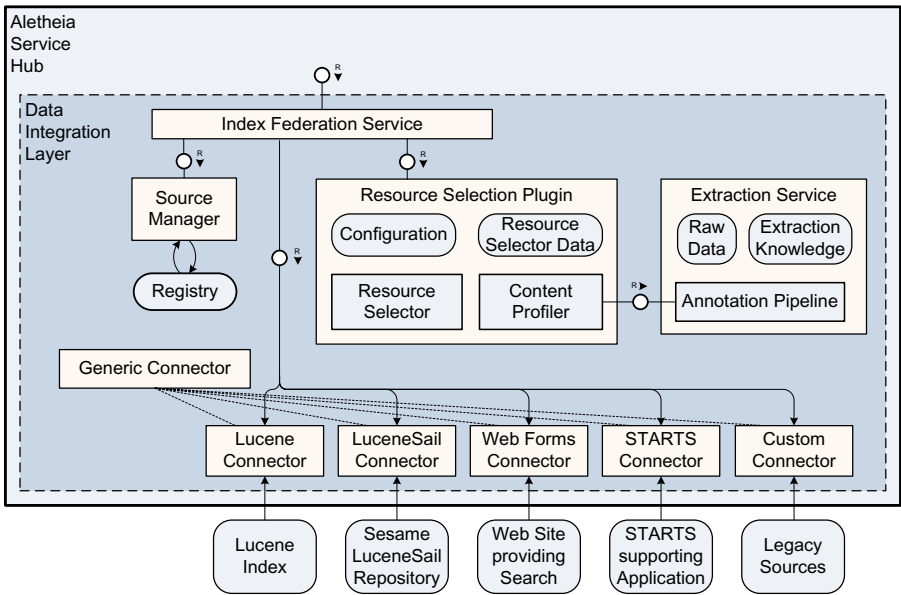 Aletheia
Service
Hub
R
Data
Integration
Layer
Index Federation Service
R
R
Source
Manager
Registry
R
Resource Selection Plugin
Configuration
Resource
Selector Data
Resource
Selector
Content
Profiler
R
Extraction Service
Raw
Data
Extraction
Knowledge
Annotation Pipeline
Generic Connector
Lucene
Connector
LuceneSail
Connector
Web Forms
Connector
STARTS
Connector
Custom
Connector
Lucene
Index
Sesame
LuceneSail
Repository
Web Site
providing
Search
STARTS
supporting
Application
Legacy
Sources